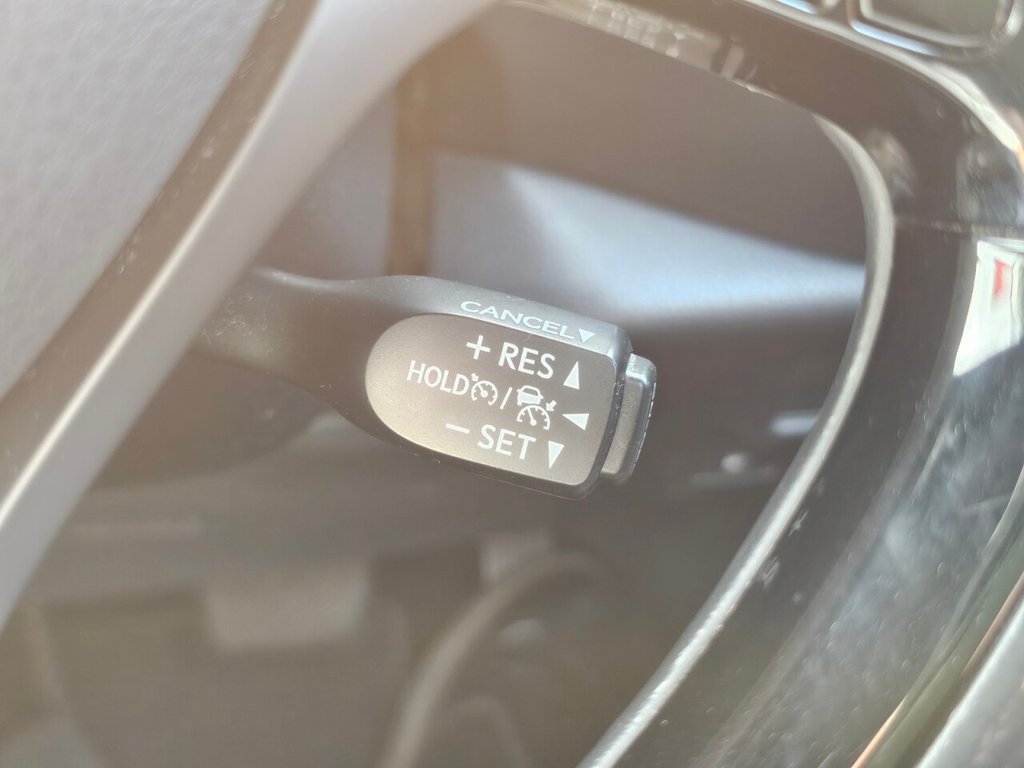 CANCEL
+ RES
HOLD /
− SET